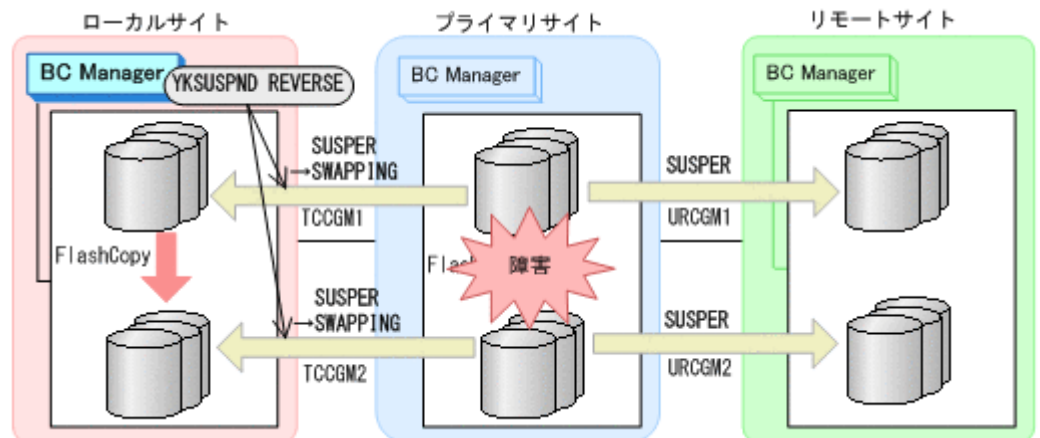 ローカルサイト
プライマリサイト
リモートサイト
BC Manager
YKSUSPND REVERSE
BC Manager
BC Manager
SUSPER
→SWAPPING
TCCGM1
SUSPER
URCGM1
FlashCopy
Flas
障害
SUSPER
→SWAPPING
TCCGM2
SUSPER
URCGM2